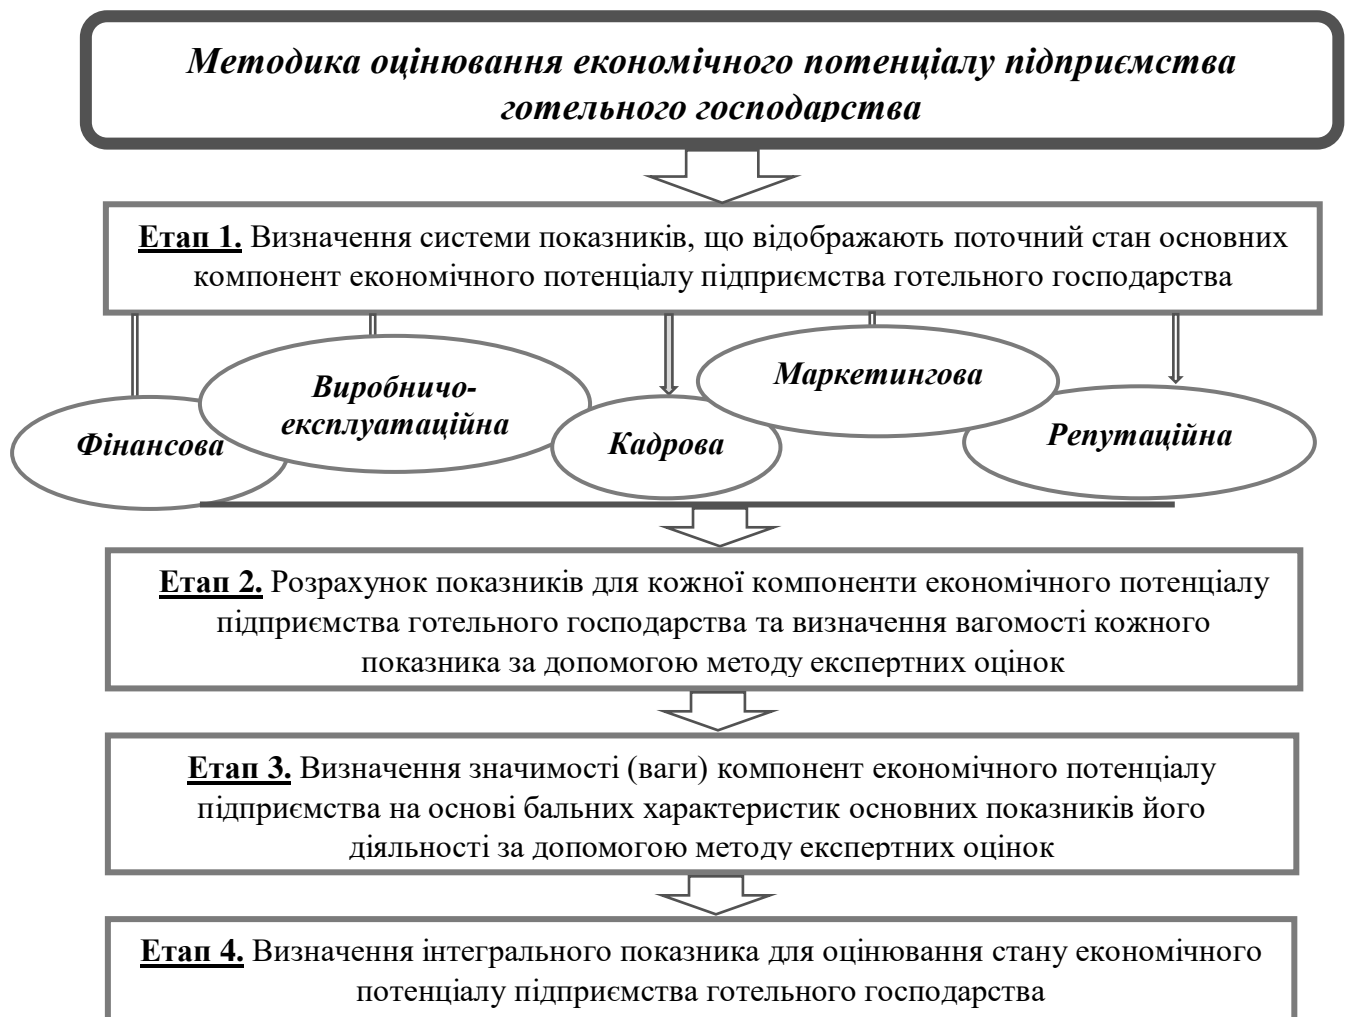 Методика оцінювання економічного потенціалу підприємства
готельного господарства
Етап 1. Визначення системи показників, що відображають поточний стан основних
компонент економічного потенціалу підприємства готельного господарства
Фінансова
Виробничо-
експлуатаційна
Кадрова
Маркетингова
Репутаційна
Етап 2. Розрахунок показників для кожної компоненти економічного потенціалу
підприємства готельного господарства та визначення вагомості кожного
показника за допомогою методу експертних оцінок
Етап 3. Визначення значимості (ваги) компонент економічного потенціалу
підприємства на основі бальних характеристик основних показників його
діяльності за допомогою методу експертних оцінок
Етап 4. Визначення інтегрального показника для оцінювання стану економічного
потенціалу підприємства готельного господарства